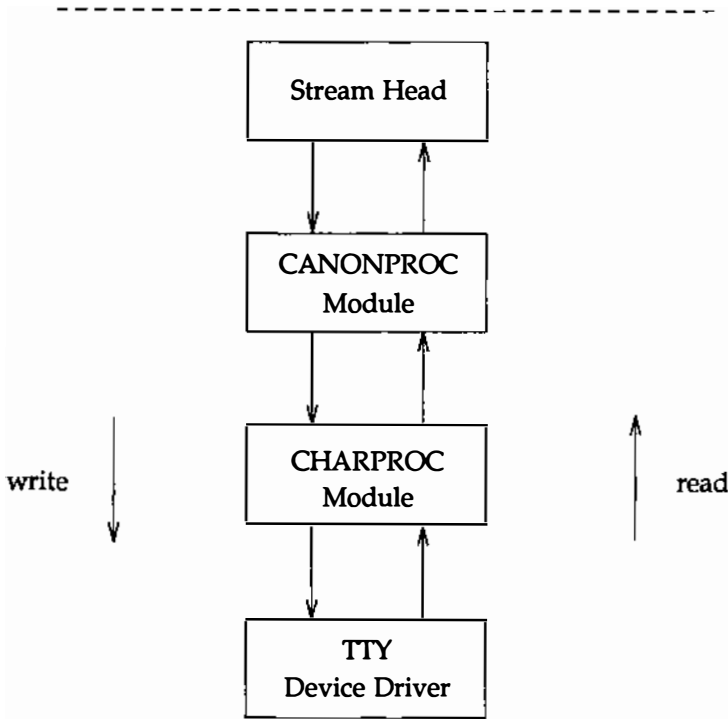 Stream Head
CANONPROC
Module
CHARPROC
Module
write
read
TTY
Device Driver